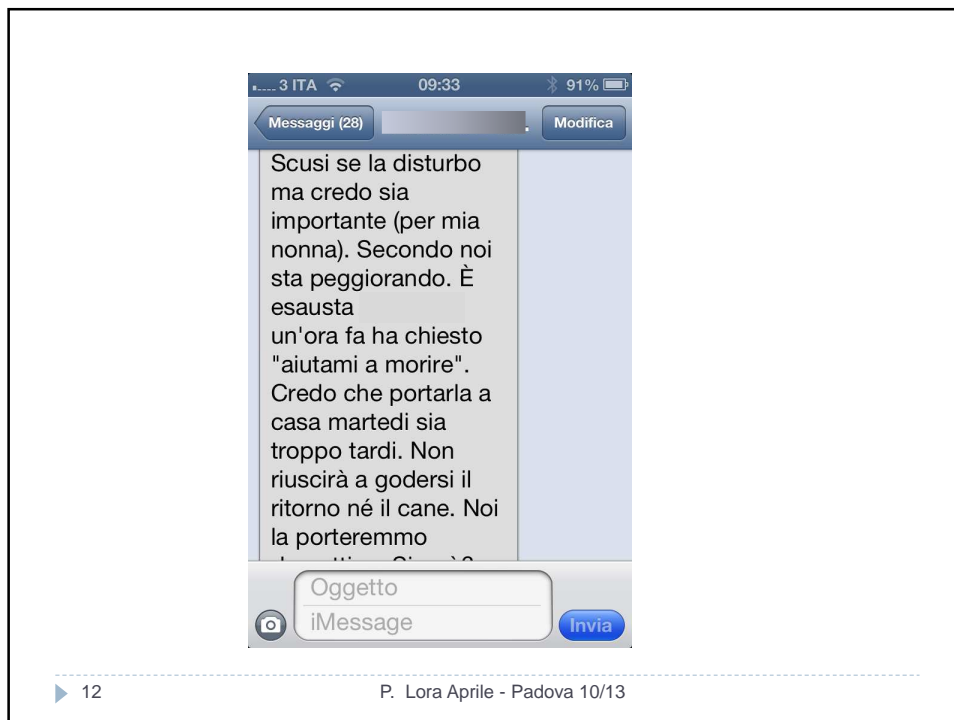 3 ITA 09:33 91%
Messaggi (28) Modifica
Scusi se la disturbo
ma credo sia
importante (per mia
nonna). Secondo noi
sta peggiorando. È
esausta
un'ora fa ha chiesto
"aiutami a morire".
Credo che portarla a
casa martedi sia
troppo tardi. Non
riuscirà a godersi il
ritorno né il cane. Noi
la porteremmo
Oggetto
iMessage
Invia
12 P. Lora Aprile - Padova 10/13